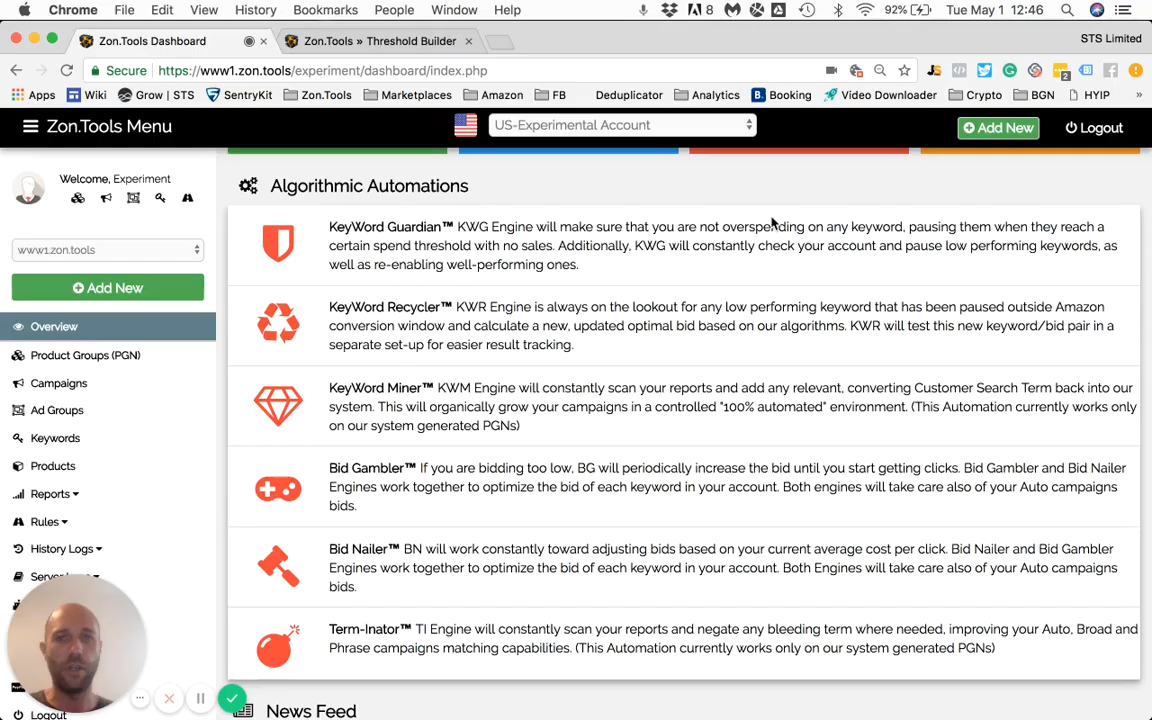 Chrome File Edit View History Bookmarks People Window Help 8 92% Tue May 1 12:46
Zon.Tools Dashboard Zon.Tools » Threshold Builder STS Limited
Secure https://www1.zon.tools/experiment/dashboard/index.php 2
Apps Wiki Grow | STS SentryKit Zon.Tools Marketplaces Amazon FB Deduplicator Analytics Booking Video Downloader Crypto BGN HYIP »
Zon.Tools Menu US-Experimental Account Add New Logout
Welcome, Experiment
www1.zon.tools
Add New
Overview
Product Groups (PGN)
Campaigns
Ad Groups
Keywords
Products
Reports
Rules
History Logs
Logout
Algorithmic Automations
KeyWord Guardian™ KWG Engine will make sure that you are not overspending on any keyword, pausing them when they reach a
certain spend threshold with no sales. Additionally, KWG will constantly check your account and pause low performing keywords, as
well as re-enabling well-performing ones.
KeyWord Recycler™ KWR Engine is always on the lookout for any low performing keyword that has been paused outside Amazon
conversion window and calculate a new, updated optimal bid based on our algorithms. KWR will test this new keyword/bid pair in a
separate set-up for easier result tracking.
KeyWord Miner™ KWM Engine will constantly scan your reports and add any relevant, converting Customer Search Term back into our
system. This will organically grow your campaigns in a controlled "100% automated" environment. (This Automation currently works only
on our system generated PGNs)
Bid Gambler™ If you are bidding too low, BG will periodically increase the bid until you start getting clicks. Bid Gambler and Bid Nailer
Engines work together to optimize the bid of each keyword in your account. Both engines will take care also of your Auto campaigns
bids.
Bid Nailer™ BN will work constantly toward adjusting bids based on your current average cost per click. Bid Nailer and Bid Gambler
Engines work together to optimize the bid of each keyword in your account. Both Engines will take care also of your Auto campaigns
bids.
Term-Inator™ TI Engine will constantly scan your reports and negate any bleeding term where needed, improving your Auto, Broad and
Phrase campaigns matching capabilities. (This Automation currently works only on our system generated PGNs)
News Feed